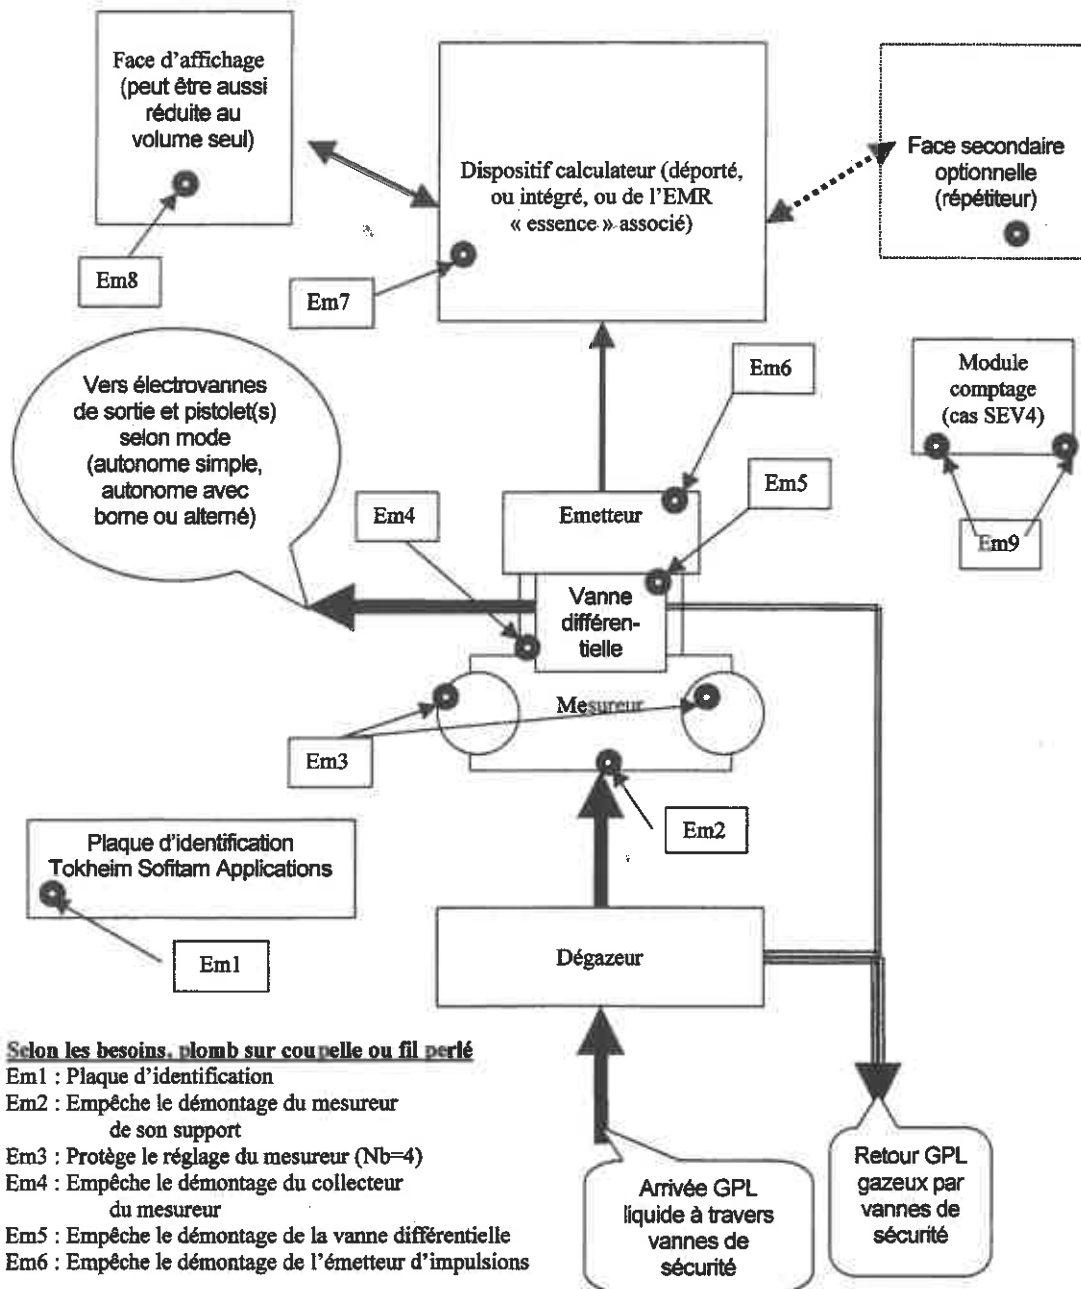 Face d'affichage
(peut être aussi
réduite au
volume seul)
Em8
Dispositif calculateur (déporté,
ou intégré, ou de l'EMR
« essence » associé)
Em7
Face secondaire
optionnelle
(répétiteur)
Vers électrovannes
de sortie et pistolet(s)
selon mode
(autonome simple,
autonome avec
borne ou alterné)
Em6
Module
comptage
(cas SEV4)
Em9
Em5
Em4
Emetteur
Vanne
différen-
tielle
Mesureur
Em3
Em2
Plaque d'identification
Tokheim Sofitam Applications
Em1
Dégazeur
Selon les besoins, plomb sur coupelle ou fil perlé
Em1 : Plaque d'identification
Em2 : Empêche le démontage du mesureur
de son support
Em3 : Protège le réglage du mesureur (Nb=4)
Em4 : Empêche le démontage du collecteur
du mesureur
Em5 : Empêche le démontage de la vanne différentielle
Em6 : Empêche le démontage de l'émetteur d'impulsions
Arrivée GPL
liquide à travers
vannes de
sécurité
Retour GPL
gazeux par
vannes de
sécurité